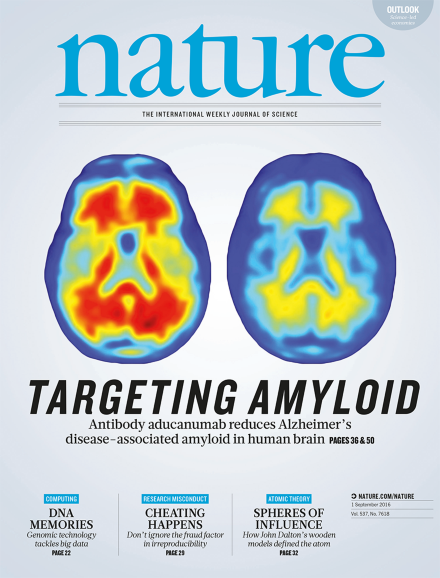 OUTLOOK
Science-led
economies
nature
THE INTERNATIONAL WEEKLY JOURNAL OF SCIENCE
TARGETING AMYLOID
Antibody aducanumab reduces Alzheimer's
disease-associated amyloid in human brain PAGES 36 & 50
COMPUTING
DNA
MEMORIES
Genomic technology
tackles big data
PAGE 22
RESEARCH MISCONDUCT
CHEATING
HAPPENS
Don't ignore the fraud factor
in irreproducibility
PAGE 29
ATOMIC THEORY
SPHERES OF
INFLUENCE
How John Dalton's wooden
models defined the atom
PAGE 32
NATURE.COM/NATURE
1 September 2016
Vol. 537, No. 7618